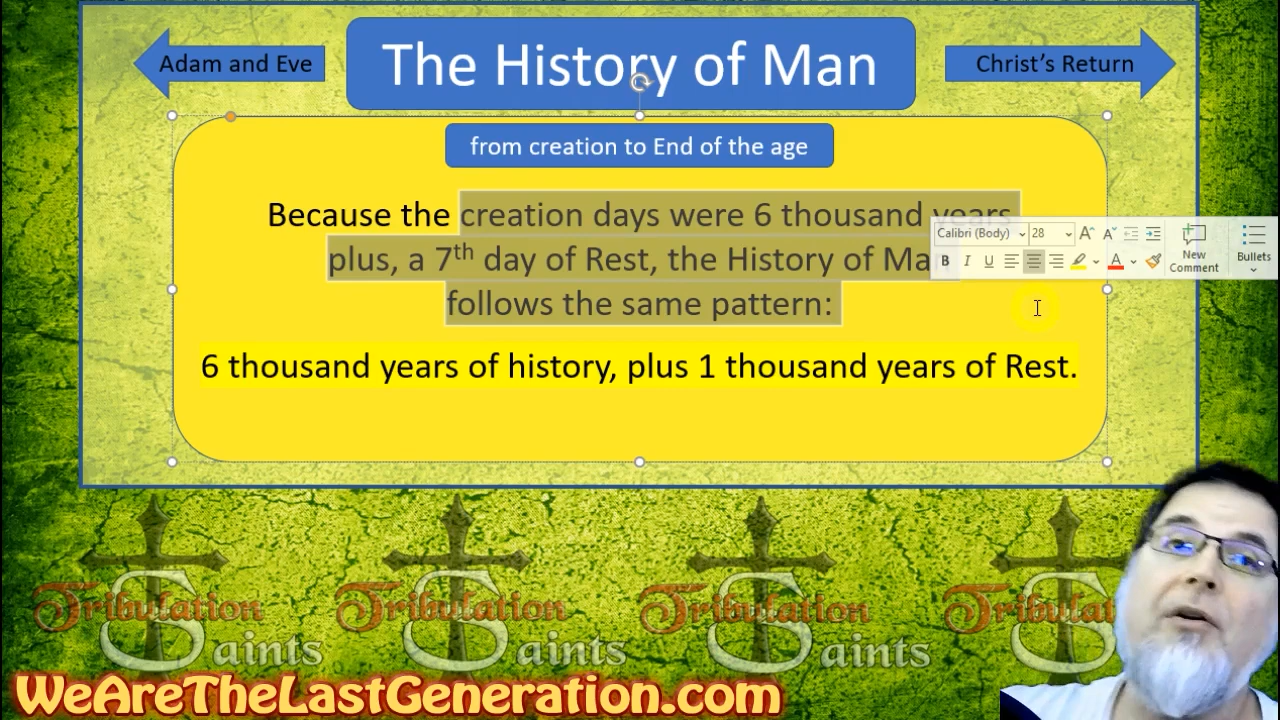 Adam and Eve
The History of Man
Christ's Return
from creation to End of the age
Because the creation days were 6 thousand years
plus, a 7th day of Rest, the History of Man
follows the same pattern:
6 thousand years of history, plus 1 thousand years of Rest.
Calibri (Body)
28
A A
B I U
A
New
Comment
Bullets
Tribulation
Saints
Tribulation
Saints
Tribulation
Saints
Tribulat
Sa
WeAreTheLastGeneration.com